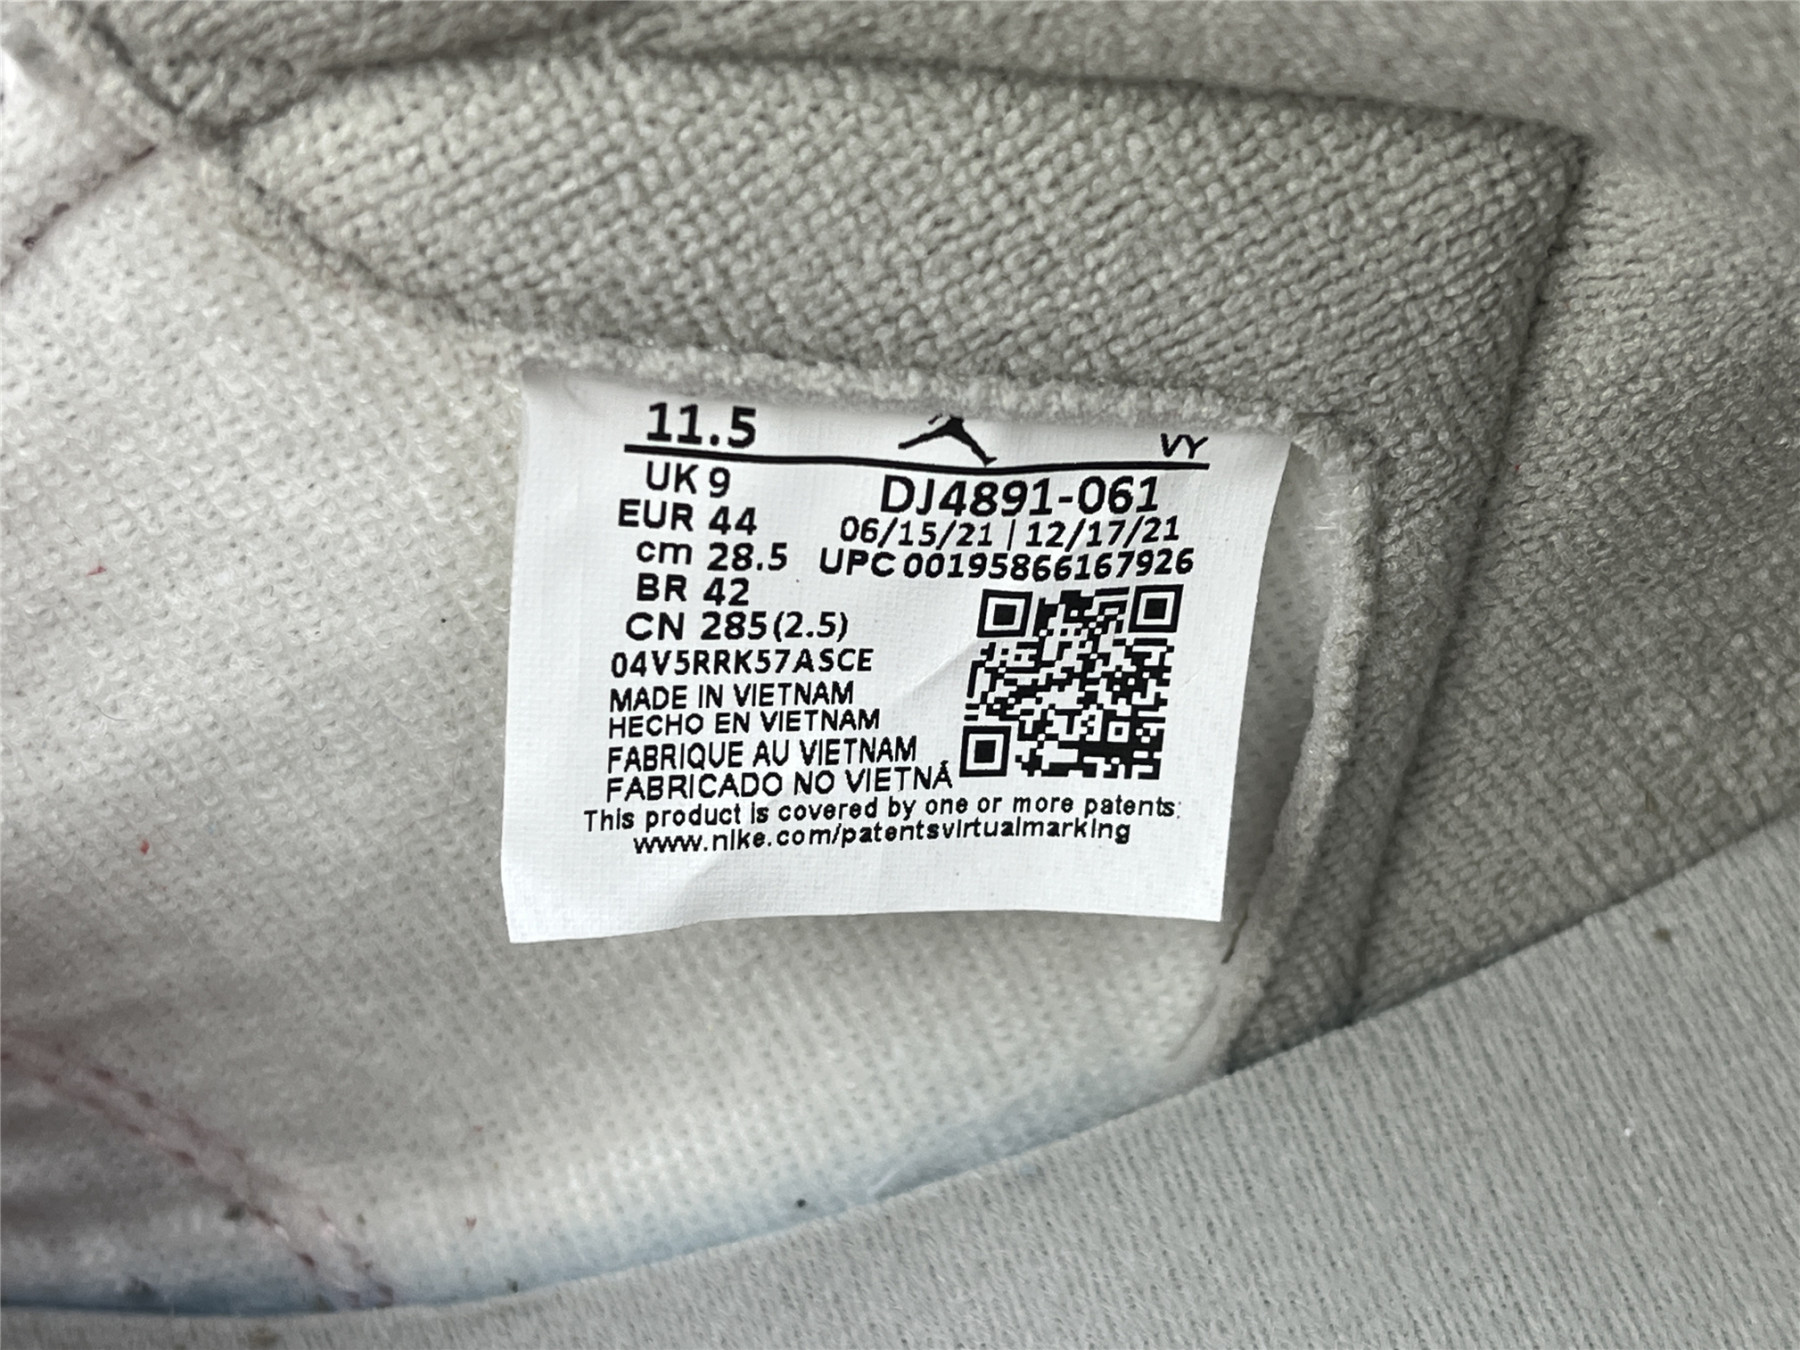 11.5 VY
UK 9 DJ4891-061
EUR 44 06/15/21 | 12/17/21
cm 28.5 UPC 00195866167926
BR 42
CN 285(2.5)
04V5RRK57ASCE
MADE IN VIETNAM
HECHO EN VIETNAM
FABRIQUE AU VIETNAM
FABRICADO NO VIETNÃ
This product is covered by one or more patents:
www.nike.com/patentsvirtualmarking